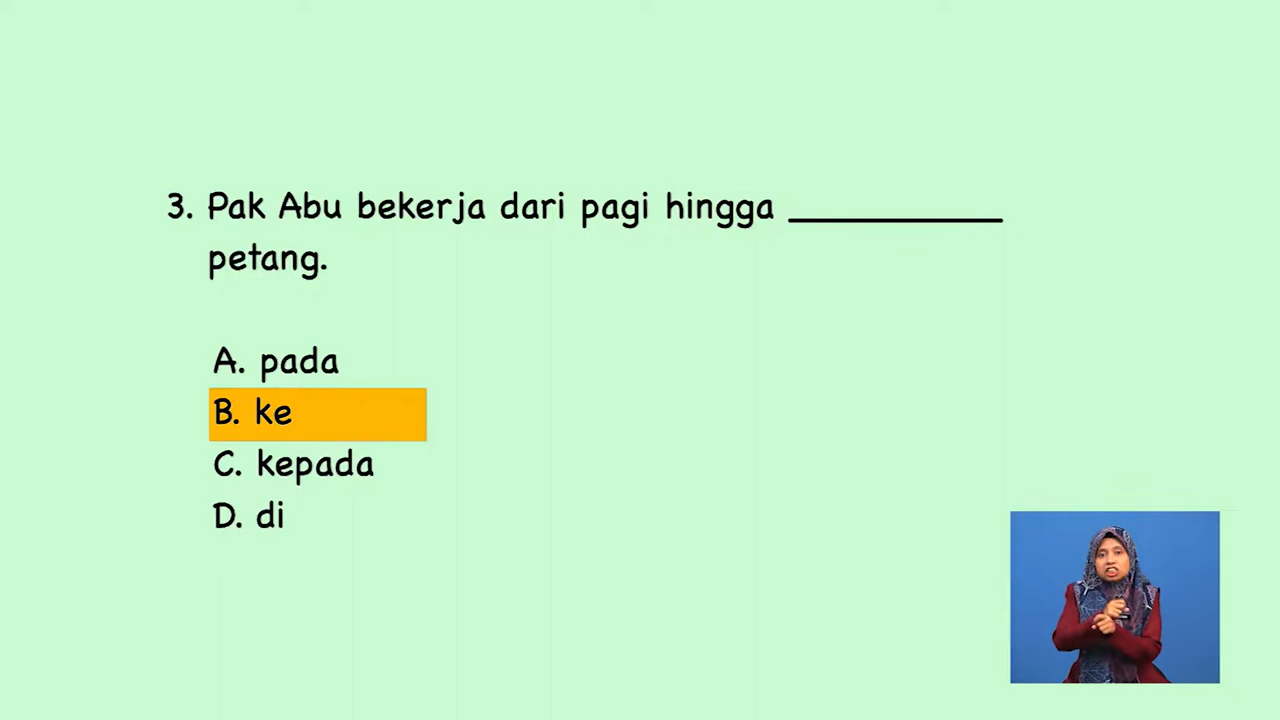 3. Pak Abu bekerja dari pagi hingga __________
petang.
A. pada
B. ke
C. kepada
D. di